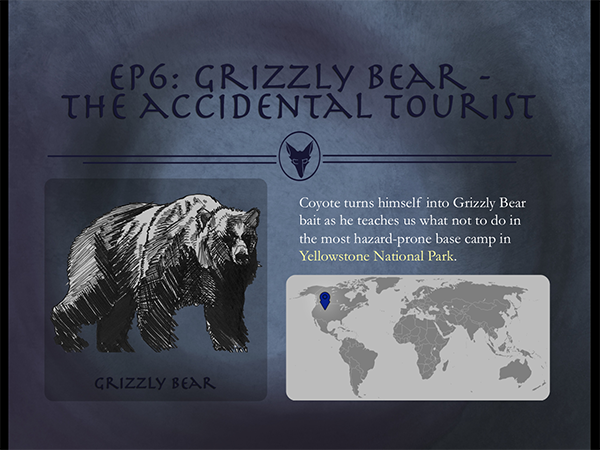 EP6: GRIZZLY BEAR -
THE ACCIDENTAL TOURIST
Coyote turns himself into Grizzly Bear
bait as he teaches us what not to do in
the most hazard-prone base camp in
Yellowstone National Park.
GRIZZLY BEAR